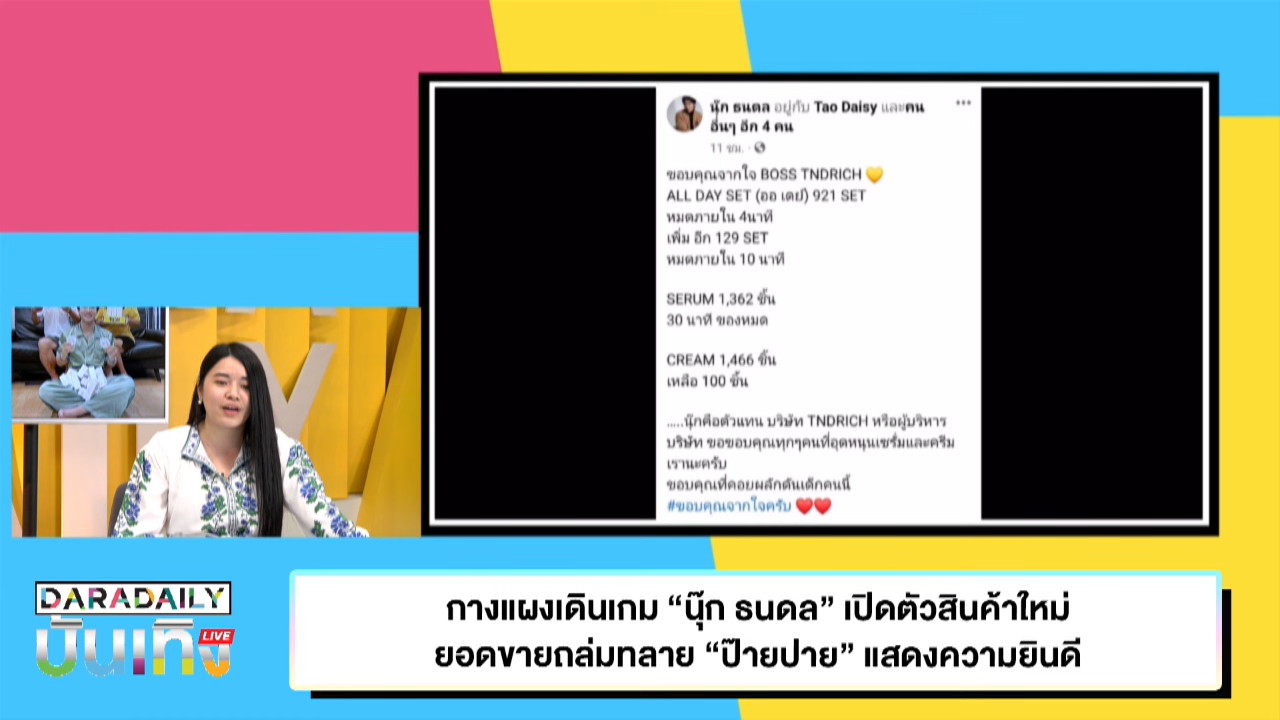 นุ๊ก ธนดล อยู่กับ Tao Daisy และคน
อื่นๆ อีก 4 คน
11 ชม.
ขอบคุณจากใจ BOSS TNDRICH 💛
ALL DAY SET (ออ เดย์) 921 SET
หมดภายใน 4นาที
เพิ่ม อีก 129 SET
หมดภายใน 10 นาที
SERUM 1,362 ชิ้น
30 นาที ของหมด
CREAM 1,466 ชิ้น
เหลือ 100 ชิ้น
.....นุ๊กคือตัวแทน บริษัท TNDRICH หรือผู้บริหาร
บริษัท ขอขอบคุณทุกๆคนที่อุดหนุนเซรั่มและครีม
เรานะครับ
ขอบคุณที่คอยผลักดันเด็กคนนี้
#ขอบคุณจากใจครับ ❤️❤️
DARADAILY
บันเทิง LIVE
กางแผงเดินเกม “นุ๊ก ธนดล” เปิดตัวสินค้าใหม่
ยอดขายถล่มทลาย “ป๊ายปาย” แสดงความยินดี